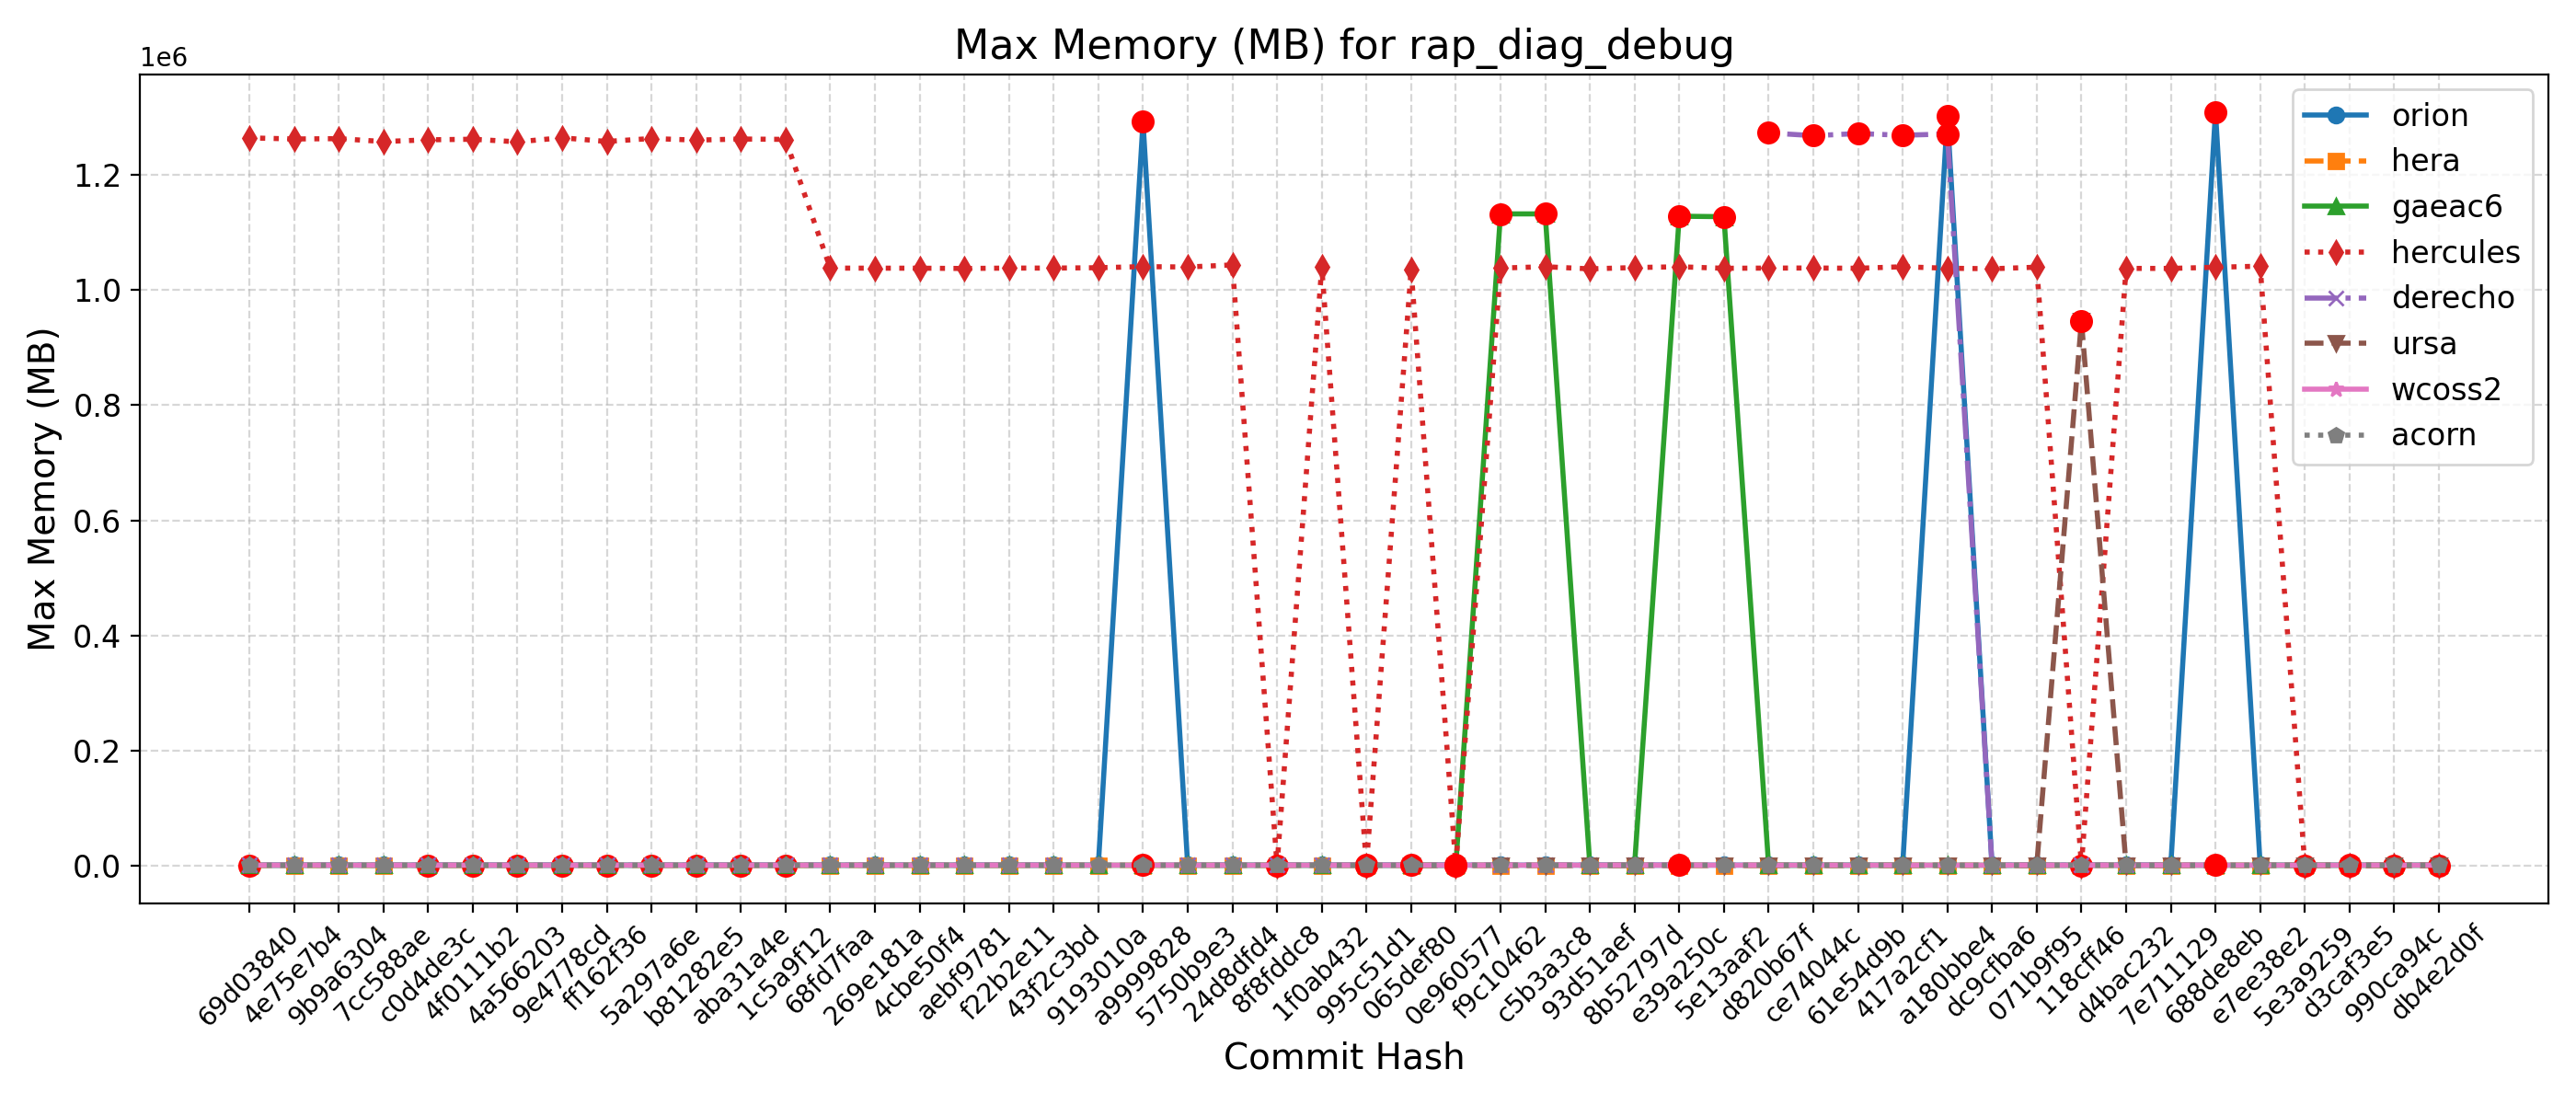 Max Memory (MB) for rap_diag_debug
1e6
1.2
1.0
0.8
0.6
0.4
0.2
0.0
Max Memory (MB)
orion
hera
gaeac6
hercules
derecho
ursa
wcoss2
acorn
69d03840
4e75e7b4
9b9a6304
7cc588ae
c0d4de3c
4f0111b2
4a566203
9e4778cd
ff162f36
5a297a6e
b81282e5
aba31a4e
1c5a9f12
68fd7faa
269e181a
4cbe50f4
aebf9781
f22b2e11
43f2c3bd
9193010a
a9999828
5750b9e3
24d8dfd4
8f8fddc8
1f0ab432
995c51d1
065def80
0e960577
f9c10462
c5b3a3c8
93d51aef
8b52797d
e39a250c
5e13aaf2
d820b67f
ce74044c
61e54d9b
417a2cf1
a180bbe4
dc9cfba6
071b9f95
118cff46
d4bac232
7e711129
688de8eb
e7ee38e2
5e3a9259
d3caf3e5
990ca94c
db4e2d0f
Commit Hash